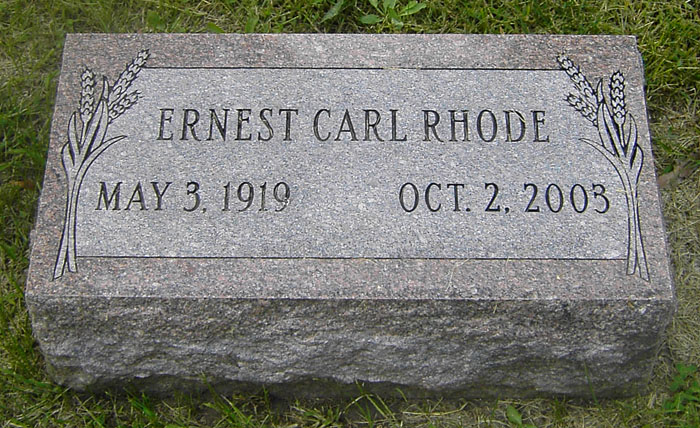 ERNEST CARL RHODE
MAY 3, 1919 OCT. 2, 2003